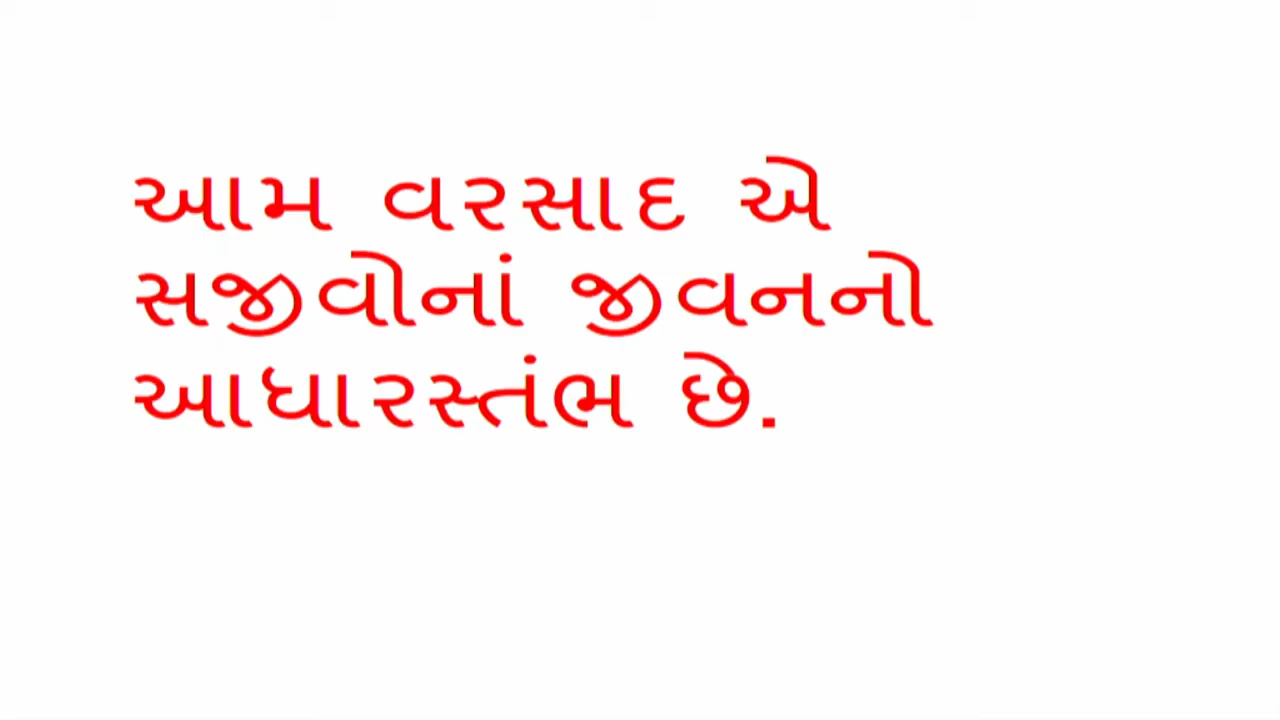 આમ વરસાદ એ
સજીવોનાં જીવનનો
આધારસ્તંભ છે.